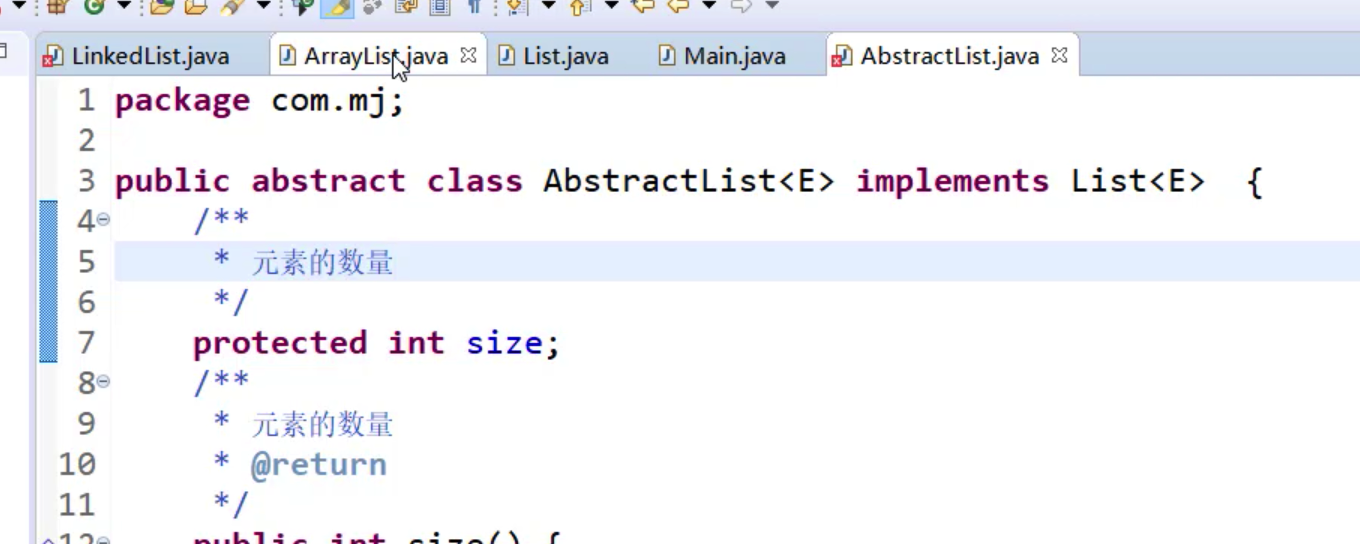 LinkedList.java ArrayList.java List.java Main.java AbstractList.java
1 package com.mj;
2
3 public abstract class AbstractList<E> implements List<E>  {
4     /**
5      * 元素的数量
6      */
7     protected int size;
8     /**
9      * 元素的数量
10      * @return
11      */
12     public int size() {